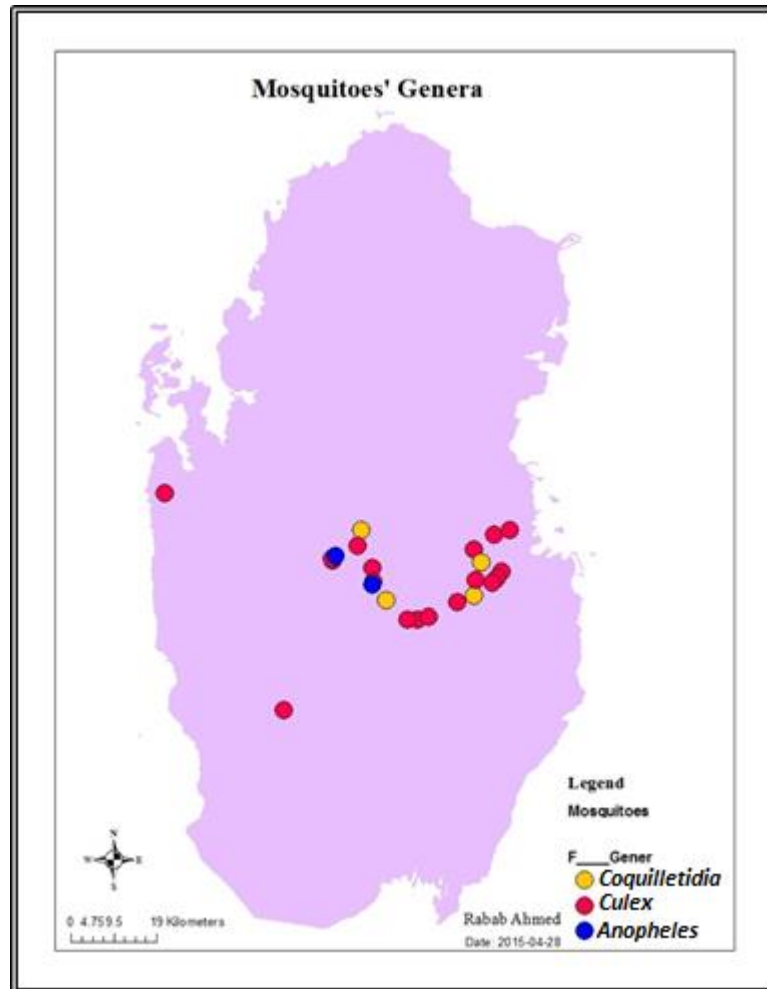 Mosquitoes' Genera
Legend
Mosquitoes
F____Gener
Coquilletidia
Culex
Anopheles
N
W E
S
0 4.759.5 19 Kilometers
Rabab Ahmed
Date: 2015-04-28